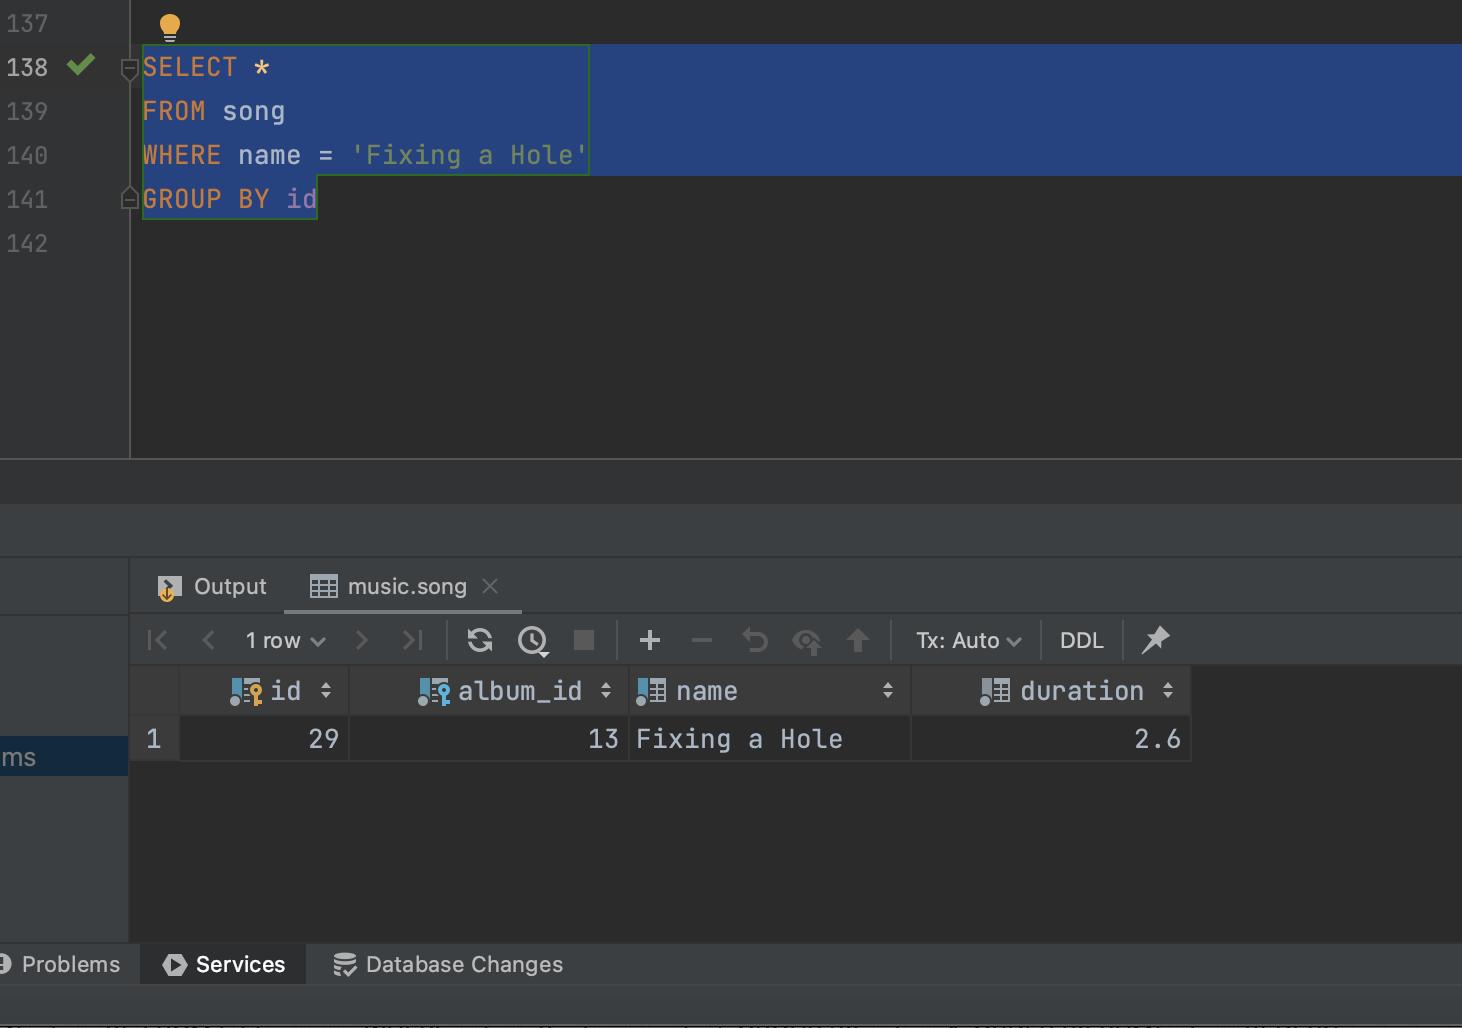 137
138 SELECT *
139 FROM song
140 WHERE name = 'Fixing a Hole'
141 GROUP BY id
142
Output music.song
1 row Tx: Auto DDL
id album_id name duration
1 29 13 Fixing a Hole 2.6
ms
Problems Services Database Changes